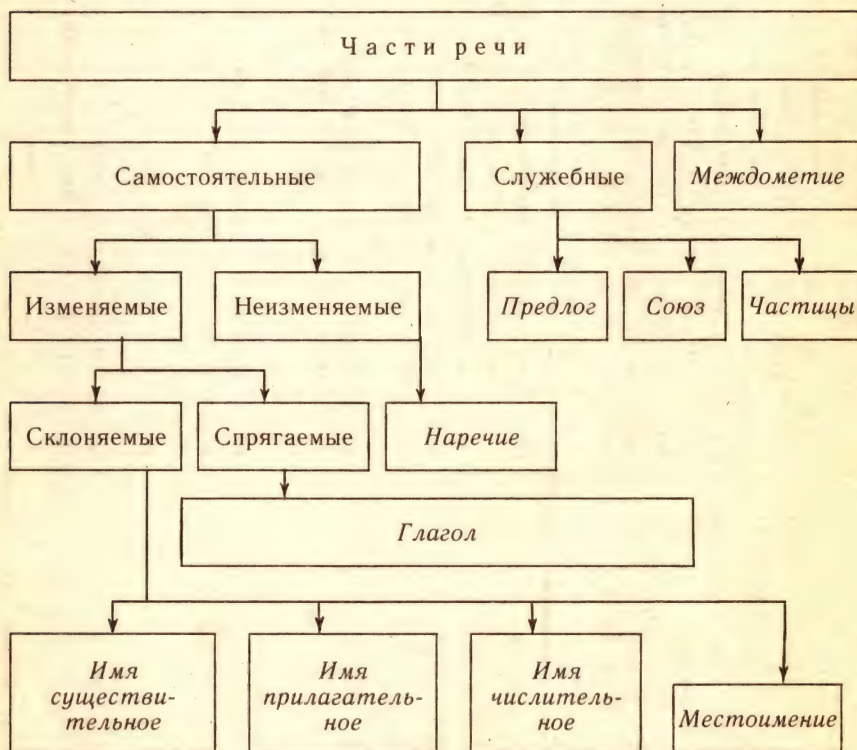 Части речи
Самостоятельные
Служебные
Междометие
Изменяемые
Неизменяемые
Предлог
Союз
Частицы
Склоняемые
Спрягаемые
Наречие
Глагол
Имя
существи-
тельное
Имя
прилагатель-
ное
Имя
числитель-
ное
Местоимение